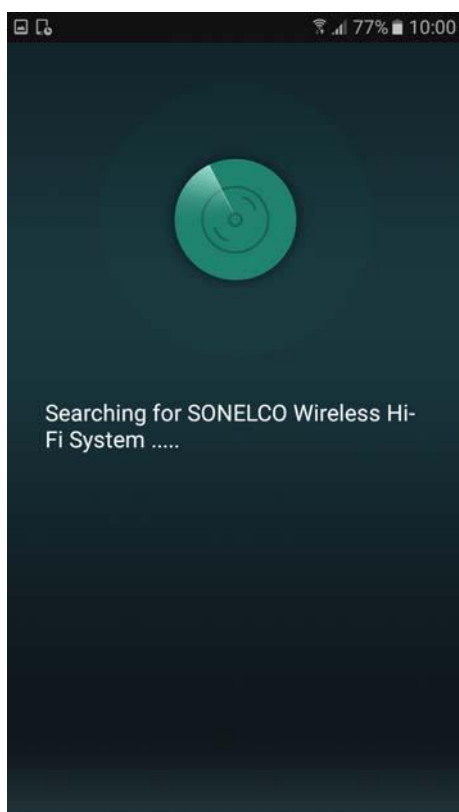 77% 10:00
Searching for SONELCO Wireless Hi-
Fi System .....